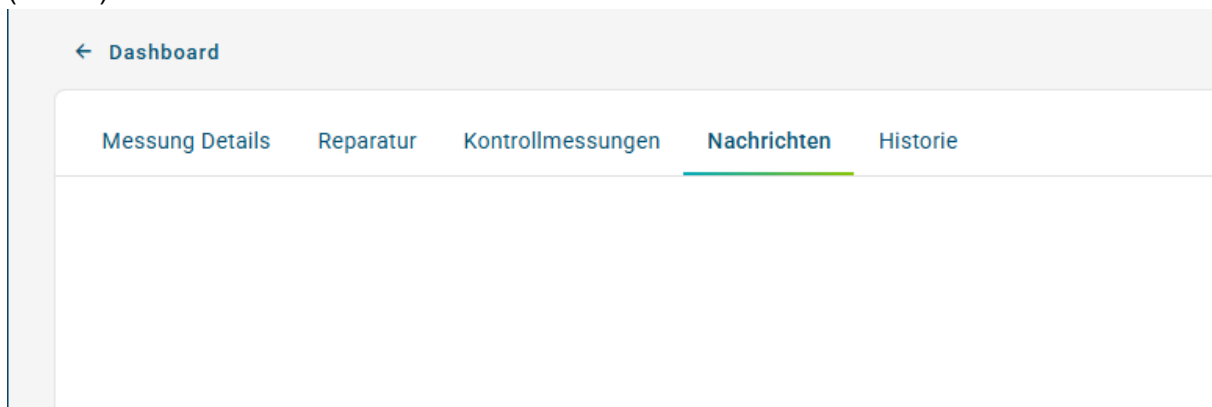 ← Dashboard
Messung Details Reparatur Kontrollmessungen Nachrichten Historie